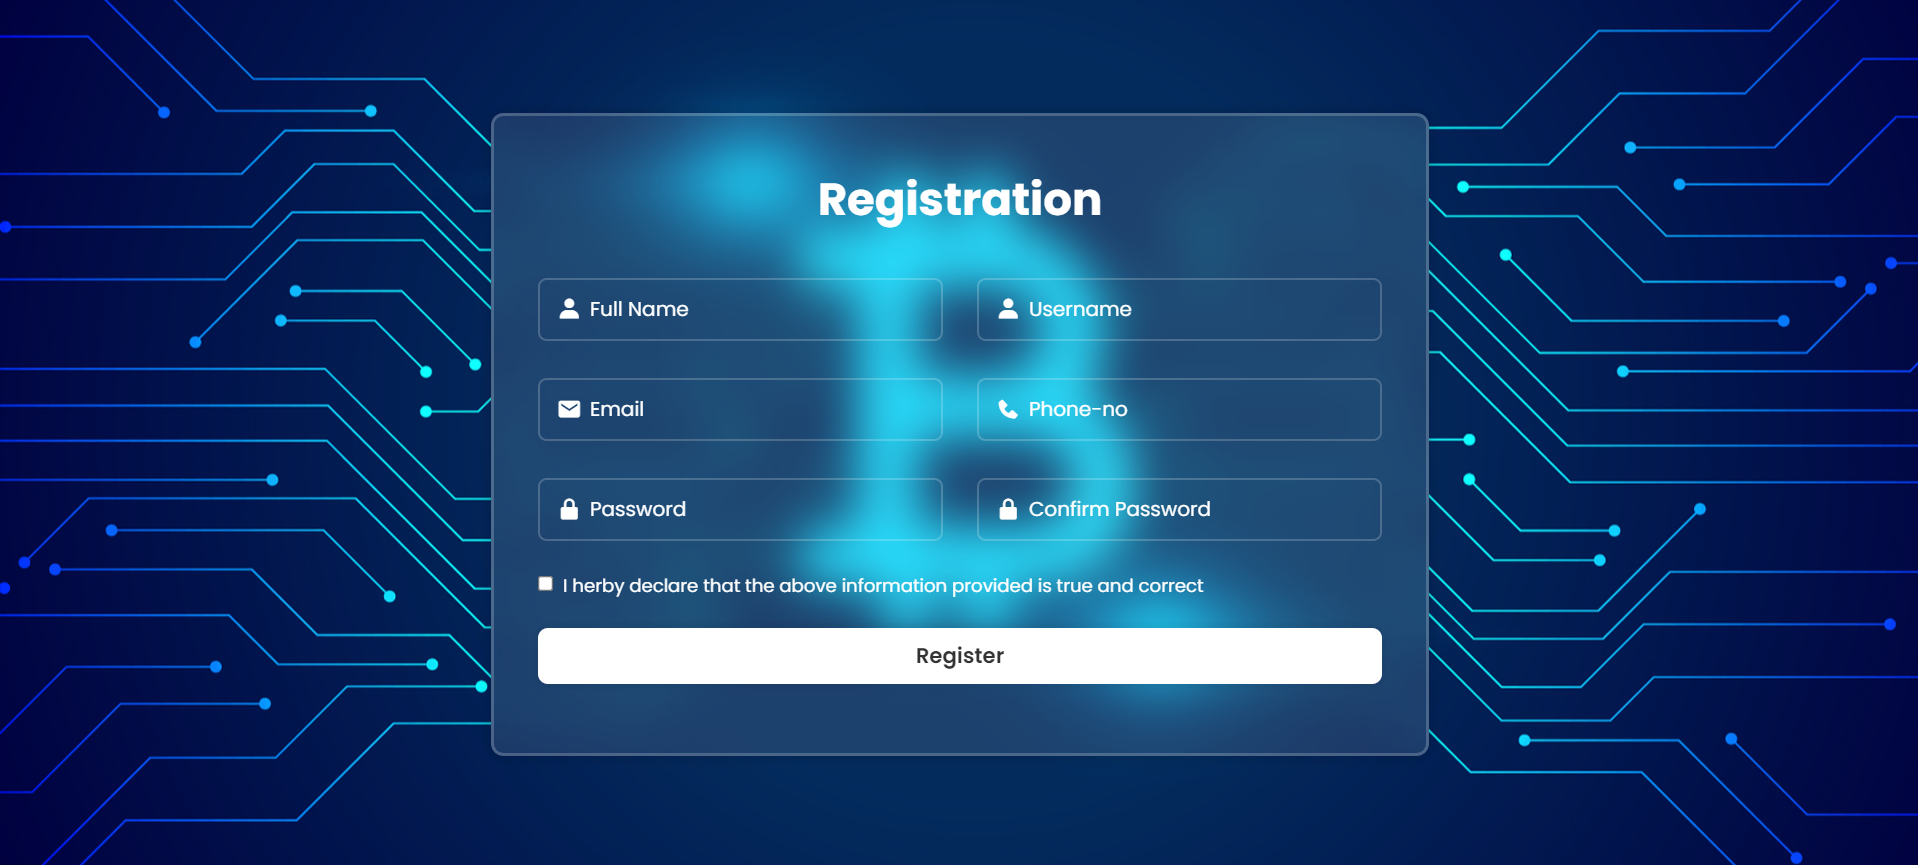 Registration
Full Name
Username
Email
Phone-no
Password
Confirm Password
I herby declare that the above information provided is true and correct
Register